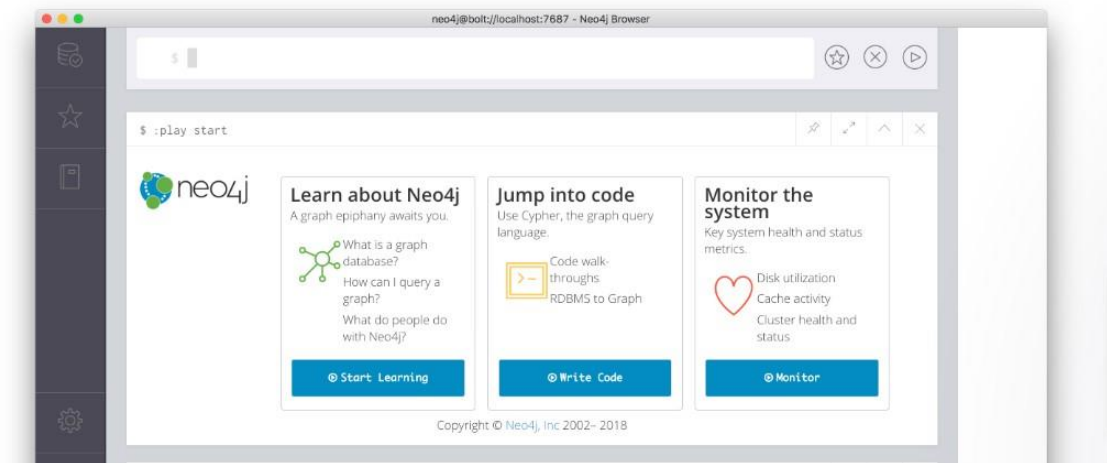 neo4j@bolt://localhost:7687 - Neo4j Browser
$
$ :play start
neo4j
Learn about Neo4j
A graph epiphany awaits you.
What is a graph
database?
How can I query a
graph?
What do people do
with Neo4j?
Start Learning
Jump into code
Use Cypher, the graph query
language.
Code walk-
throughs
RDBMS to Graph
Write Code
Monitor the
system
Key system health and status
metrics.
Disk utilization
Cache activity
Cluster health and
status
Monitor
Copyright © Neo4j, Inc 2002– 2018